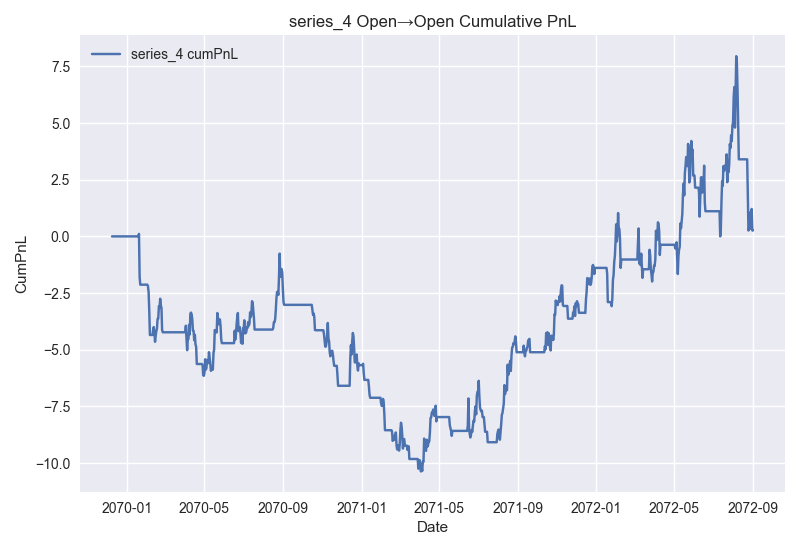 series_4 Open→Open Cumulative PnL
series_4 cumPnL
7.5
5.0
2.5
0.0
−2.5
−5.0
−7.5
−10.0
CumPnL
2070-01 2070-05 2070-09 2071-01 2071-05 2071-09 2072-01 2072-05 2072-09
Date